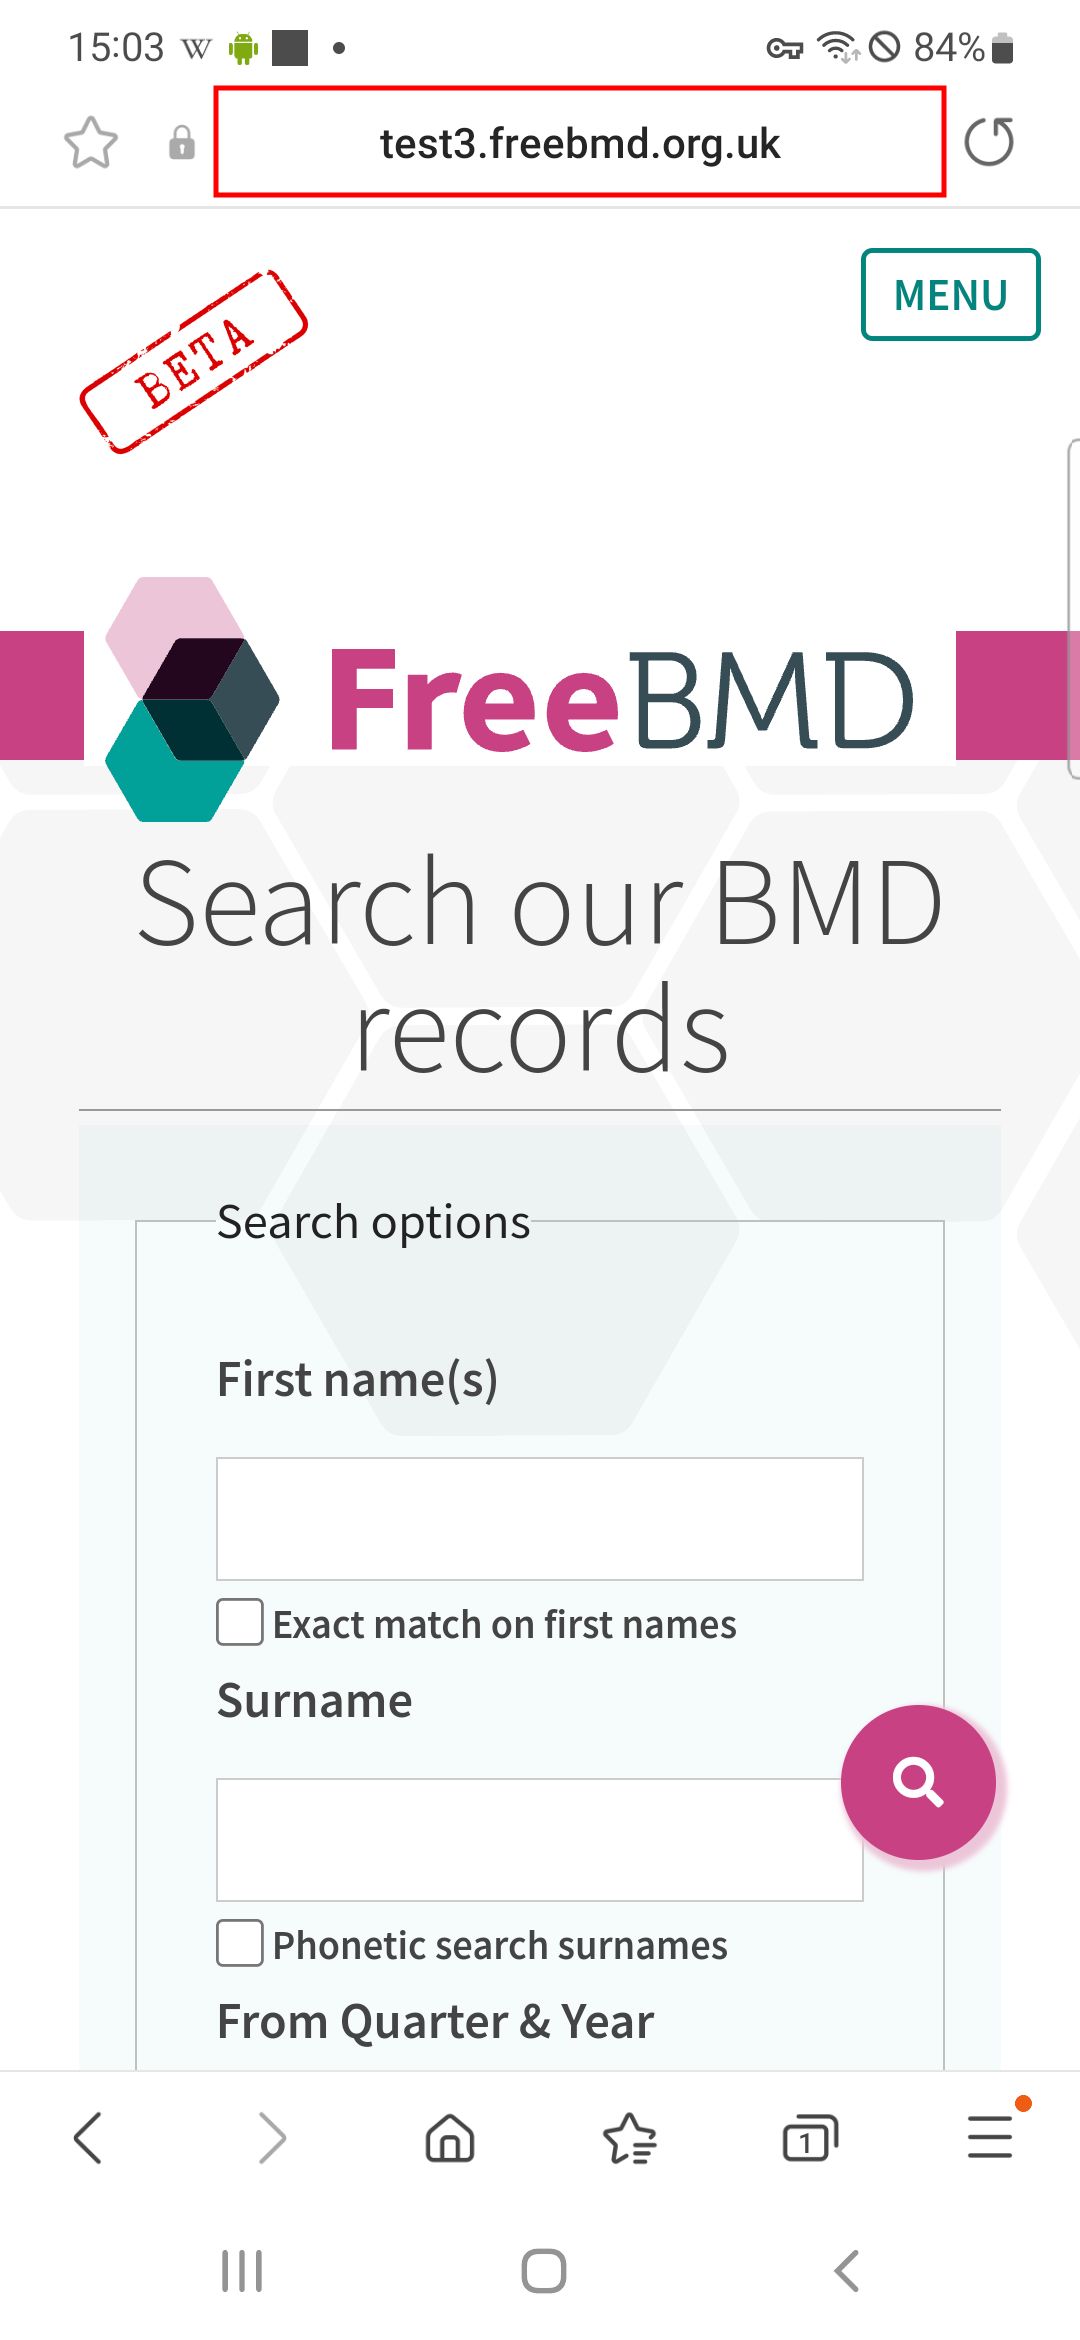 15:03 W 84%
test3.freebmd.org.uk
MENU
BETA
FreeBMD
Search our BMD
records
Search options
First name(s)
Exact match on first names
Surname
Phonetic search surnames
From Quarter & Year
1